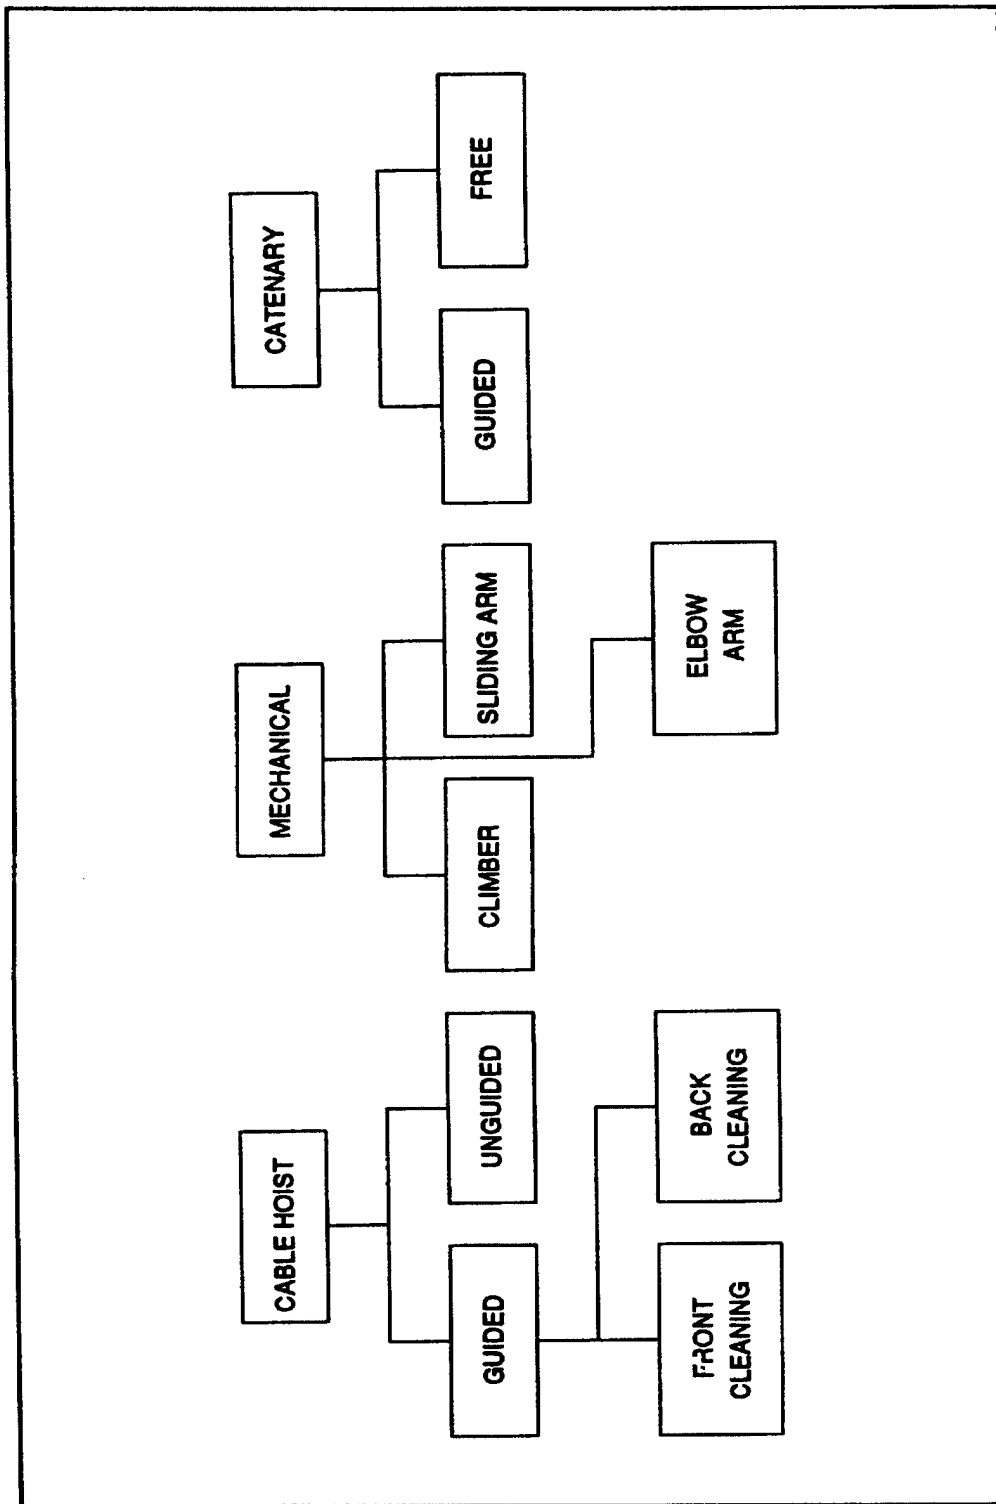 CABLE HOIST
MECHANICAL
CATENARY
GUIDED
UNGUIDED
CLIMBER
SLIDING ARM
GUIDED
FREE
FRONT
CLEANING
BACK
CLEANING
ELBOW
ARM